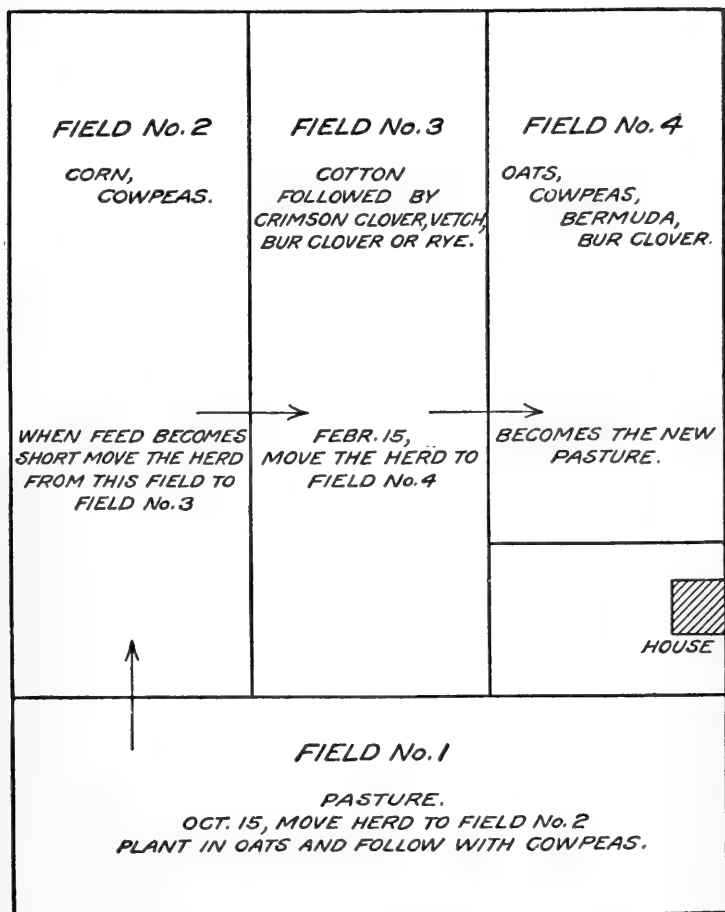 FIELD No. 2
CORN,
COWPEAS.
WHEN FEED BECOMES
SHORT MOVE THE HERD
FROM THIS FIELD TO
FIELD No. 3
FIELD No. 3
COTTON
FOLLOWED BY
CRIMSON CLOVER, VETCH,
BUR CLOVER OR RYE.
FEBR. 15,
MOVE THE HERD TO
FIELD No. 4
FIELD No. 4
OATS,
COWPEAS,
BERMUDA,
BUR CLOVER.
BECOMES THE NEW
PASTURE.
HOUSE
FIELD No. 1
PASTURE.
OCT. 15, MOVE HERD TO FIELD No. 2
PLANT IN OATS AND FOLLOW WITH COWPEAS.